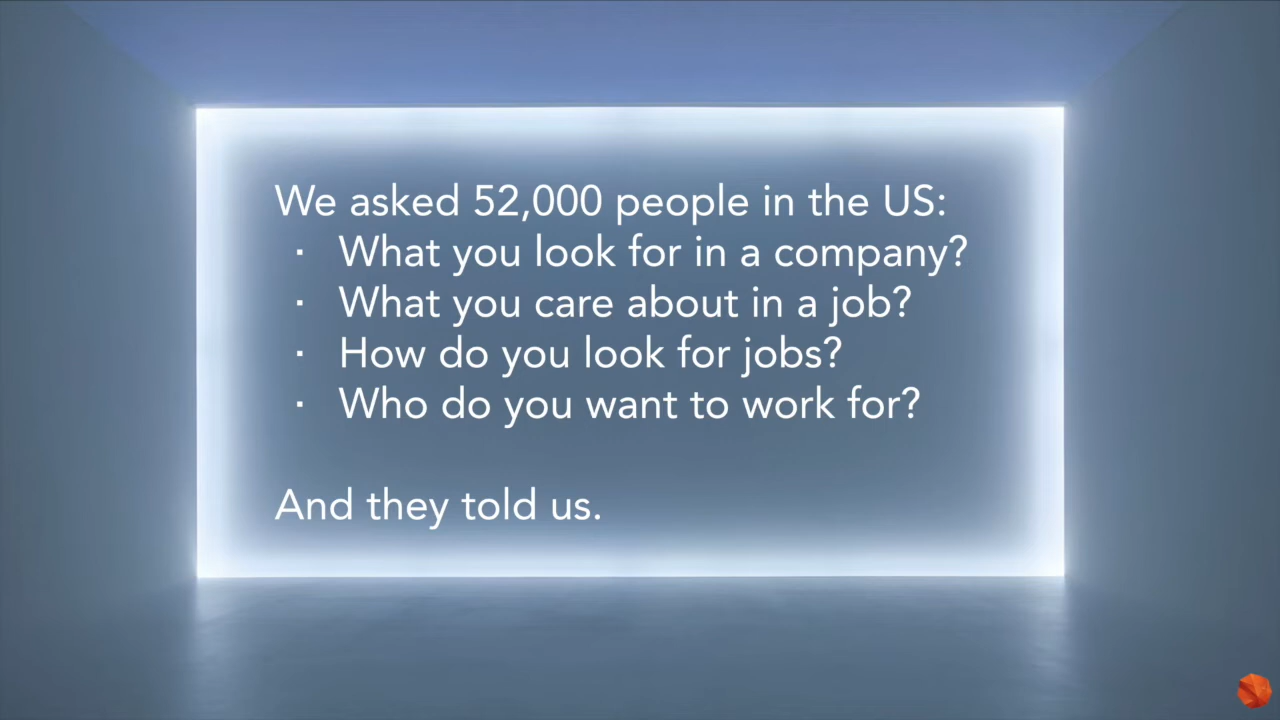 We asked 52,000 people in the US:
· What you look for in a company?
· What you care about in a job?
· How do you look for jobs?
· Who do you want to work for?
And they told us.